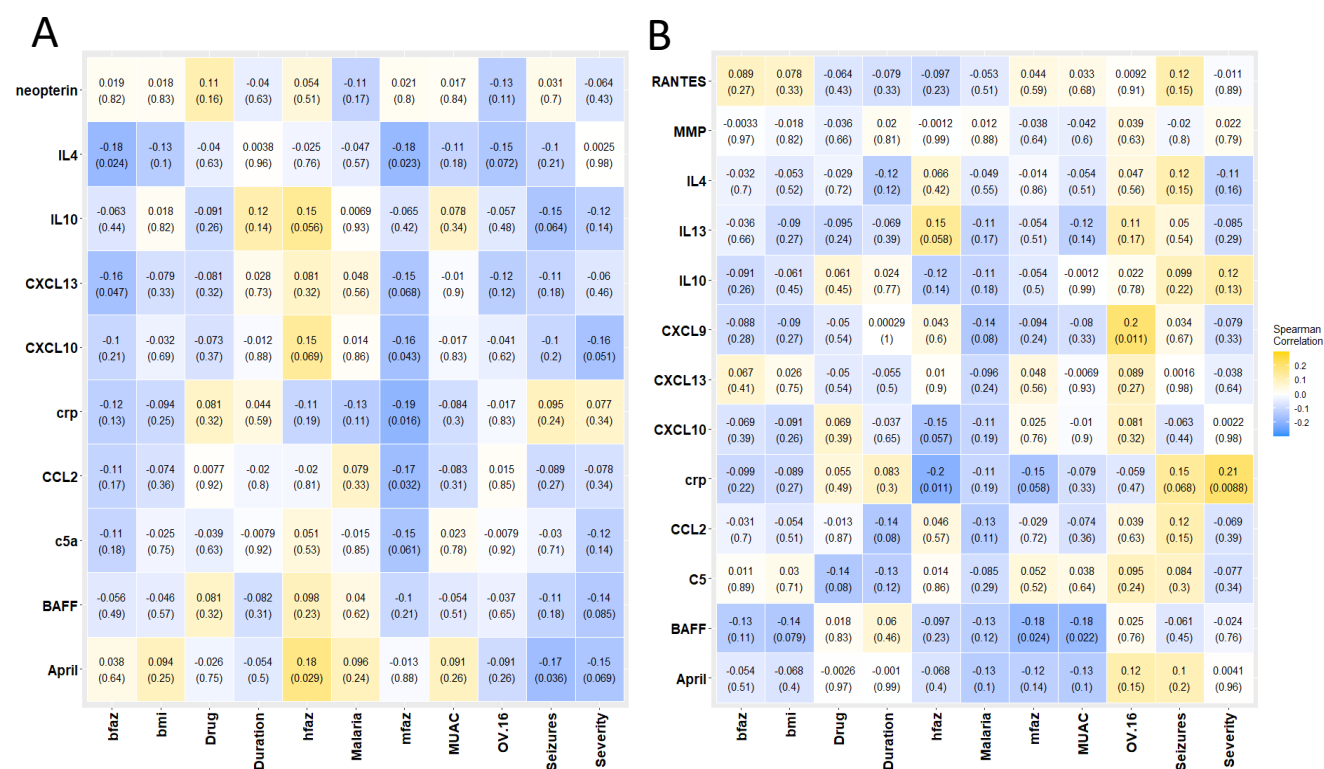 A
neopterin 0.019 0.018 0.11 -0.04 0.054 -0.11 0.021 0.017 -0.13 0.031 -0.064
(0.82) (0.83) (0.16) (0.63) (0.51) (0.17) (0.8) (0.84) (0.11) (0.7) (0.43)
IL4 -0.18 -0.13 -0.04 0.0038 -0.025 -0.047 -0.18 -0.11 -0.15 -0.1 0.0025
(0.024) (0.1) (0.63) (0.96) (0.76) (0.57) (0.023) (0.18) (0.072) (0.21) (0.98)
IL10 -0.063 0.018 -0.091 0.12 0.15 0.0069 -0.065 0.078 -0.057 -0.15 -0.12
(0.44) (0.82) (0.26) (0.14) (0.056) (0.93) (0.42) (0.34) (0.48) (0.064) (0.14)
CXCL13 -0.16 -0.079 -0.081 0.028 0.081 0.048 -0.15 -0.01 -0.12 -0.11 -0.06
(0.047) (0.33) (0.32) (0.73) (0.32) (0.56) (0.068) (0.9) (0.12) (0.18) (0.46)
CXCL10 -0.1 -0.032 -0.073 -0.012 0.15 0.014 -0.16 -0.017 -0.041 -0.1 -0.16
(0.21) (0.69) (0.37) (0.88) (0.069) (0.86) (0.043) (0.83) (0.62) (0.2) (0.051)
crp -0.12 -0.094 0.081 0.044 -0.11 -0.13 -0.19 -0.084 -0.017 0.095 0.077
(0.13) (0.25) (0.32) (0.59) (0.19) (0.11) (0.016) (0.3) (0.83) (0.24) (0.34)
CCL2 -0.11 -0.074 0.0077 -0.02 -0.02 0.079 -0.17 -0.083 0.015 -0.089 -0.078
(0.17) (0.36) (0.92) (0.8) (0.81) (0.33) (0.032) (0.31) (0.85) (0.27) (0.34)
c5a -0.11 -0.025 -0.039 -0.0079 0.051 -0.015 -0.15 0.023 -0.0079 -0.03 -0.12
(0.18) (0.75) (0.63) (0.92) (0.53) (0.85) (0.061) (0.78) (0.92) (0.71) (0.14)
BAFF -0.056 -0.046 0.081 -0.082 0.098 0.04 -0.1 -0.054 -0.037 -0.11 -0.14
(0.49) (0.57) (0.32) (0.31) (0.23) (0.62) (0.21) (0.51) (0.65) (0.18) (0.085)
April 0.038 0.094 -0.026 -0.054 0.18 0.096 -0.013 0.091 -0.091 -0.17 -0.15
(0.64) (0.25) (0.75) (0.5) (0.029) (0.24) (0.88) (0.26) (0.26) (0.036) (0.069)
bfaz bmi Drug Duration hfaz Malaria mfaz MUAC OV.16 Seizures Severity
B
RANTES 0.089 0.078 -0.064 -0.079 -0.097 -0.053 0.044 0.033 0.0092 0.12 -0.011
(0.27) (0.33) (0.43) (0.33) (0.23) (0.51) (0.59) (0.68) (0.91) (0.15) (0.89)
MMP -0.0033 -0.018 -0.036 0.02 -0.0012 0.012 -0.038 -0.042 0.039 -0.02 0.022
(0.97) (0.82) (0.66) (0.81) (0.99) (0.88) (0.64) (0.6) (0.63) (0.8) (0.79)
IL4 -0.032 -0.053 -0.029 -0.12 0.066 -0.049 -0.014 -0.054 0.047 0.12 -0.11
(0.7) (0.52) (0.72) (0.12) (0.42) (0.55) (0.86) (0.51) (0.56) (0.15) (0.16)
IL13 -0.036 -0.09 -0.095 -0.069 0.15 -0.11 -0.054 -0.12 0.11 0.05 -0.085
(0.66) (0.27) (0.24) (0.39) (0.058) (0.17) (0.51) (0.14) (0.17) (0.54) (0.29)
IL10 -0.091 -0.061 0.061 0.024 -0.12 -0.11 -0.054 -0.0012 0.022 0.099 0.12
(0.26) (0.45) (0.45) (0.77) (0.14) (0.18) (0.5) (0.99) (0.78) (0.22) (0.13)
CXCL9 -0.088 -0.09 -0.05 0.00029 0.043 -0.14 -0.094 -0.08 0.2 0.034 -0.079
(0.28) (0.27) (0.54) (1) (0.6) (0.08) (0.24) (0.33) (0.011) (0.67) (0.33)
CXCL13 0.067 0.026 -0.05 -0.055 0.01 -0.096 0.048 -0.0069 0.089 0.0016 -0.038
(0.41) (0.75) (0.54) (0.5) (0.9) (0.24) (0.56) (0.93) (0.27) (0.98) (0.64)
CXCL10 -0.069 -0.091 0.069 -0.037 -0.15 -0.11 0.025 -0.01 0.081 -0.063 0.0022
(0.39) (0.26) (0.39) (0.65) (0.057) (0.19) (0.76) (0.9) (0.32) (0.44) (0.98)
crp -0.099 -0.089 0.055 0.083 -0.2 -0.11 -0.15 -0.079 -0.059 0.15 0.21
(0.22) (0.27) (0.49) (0.3) (0.011) (0.19) (0.058) (0.33) (0.47) (0.068) (0.0088)
CCL2 -0.031 -0.054 -0.013 -0.14 0.046 -0.13 -0.029 -0.074 0.039 0.12 -0.069
(0.7) (0.51) (0.87) (0.08) (0.57) (0.11) (0.72) (0.36) (0.63) (0.15) (0.39)
C5 0.011 0.03 -0.14 -0.13 0.014 -0.085 0.052 0.038 0.095 0.084 -0.077
(0.89) (0.71) (0.08) (0.12) (0.86) (0.29) (0.52) (0.64) (0.24) (0.3) (0.34)
BAFF -0.13 -0.14 0.018 0.06 -0.097 -0.13 -0.18 -0.18 0.025 -0.061 -0.024
(0.11) (0.079) (0.83) (0.46) (0.23) (0.12) (0.024) (0.022) (0.76) (0.45) (0.76)
April -0.054 -0.068 -0.0026 -0.001 -0.068 -0.13 -0.12 -0.13 0.12 0.1 0.0041
(0.51) (0.4) (0.97) (0.99) (0.4) (0.1) (0.14) (0.1) (0.15) (0.2) (0.96)
bfaz bmi Drug Duration hfaz Malaria mfaz MUAC OV.16 Seizures Severity
Spearman
Correlation
0.2
0.1
0.0
-0.1
-0.2